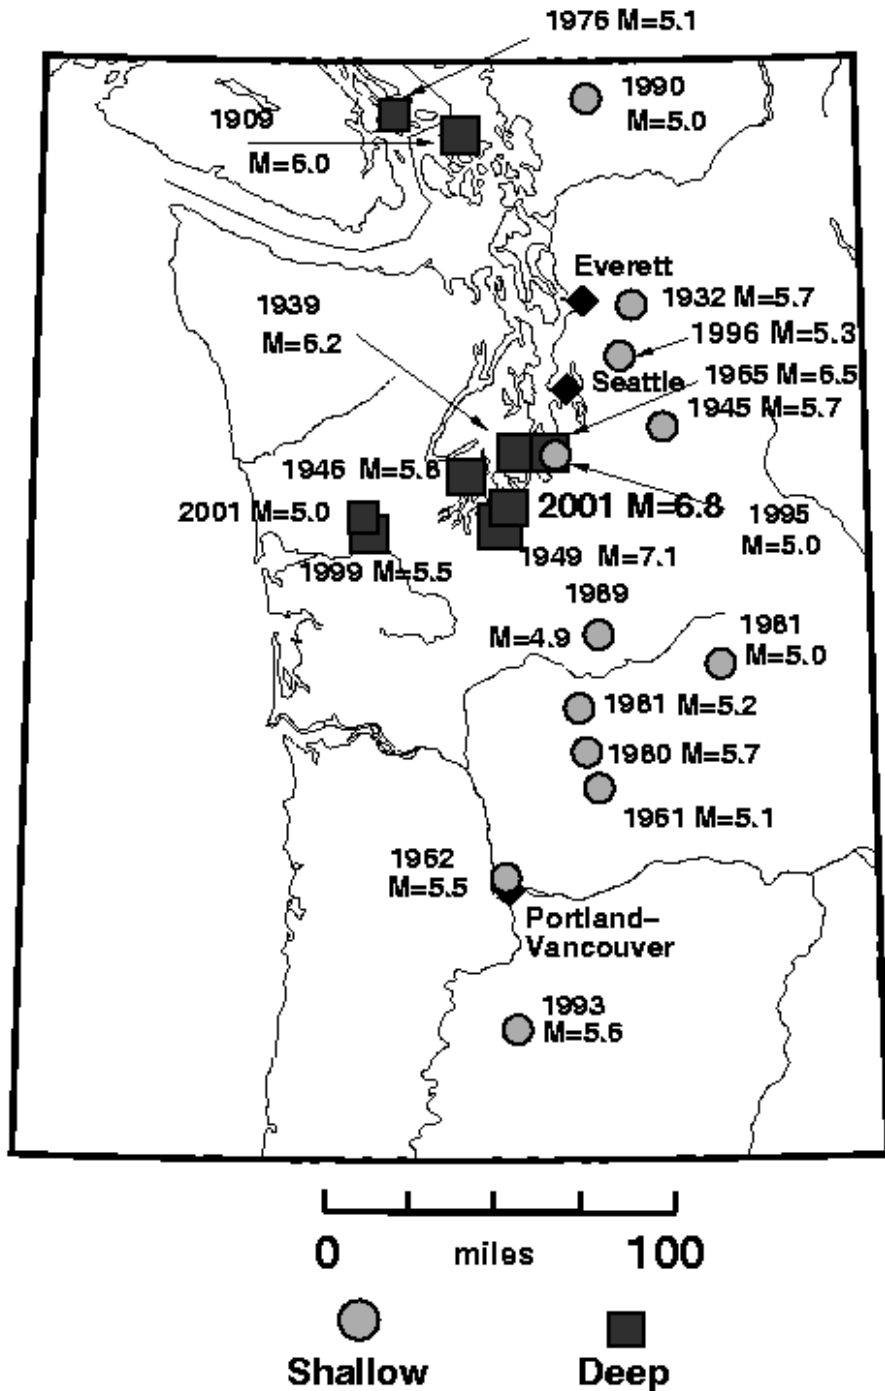 1976 M=5.1
1990
M=5.0
1909
M=6.0
Everett
1939
M=6.2
1932 M=5.7
1996 M=5.3
Seattle
1965 M=6.5
1945 M=5.7
1946 M=5.8
2001 M=5.0
2001 M=6.8
1995
M=5.0
1999 M=5.5
1949 M=7.1
1989
M=4.9
1981
M=5.0
1981 M=5.2
1980 M=5.7
1961 M=5.1
1962
M=5.5
Portland-
Vancouver
1993
M=5.6
0 miles 100
Shallow Deep